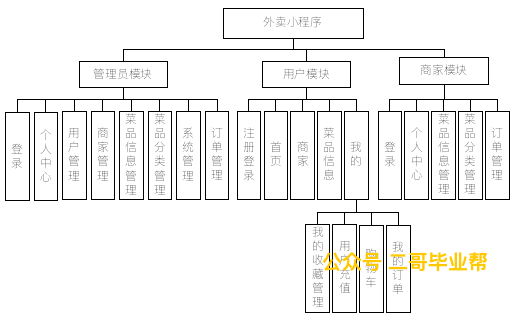 外卖小程序
管理员模块
用户模块
商家模块
登录
个人中心
用户管理
商家管理
菜品信息管理
菜品分类管理
系统管理
订单管理
注册登录
首页
商家
菜品信息
我的
登录
个人中心
菜品信息管理
菜品分类管理
订单管理
我的收藏管理
用户充值
购物车
我的订单
公众号 二哥毕业帮